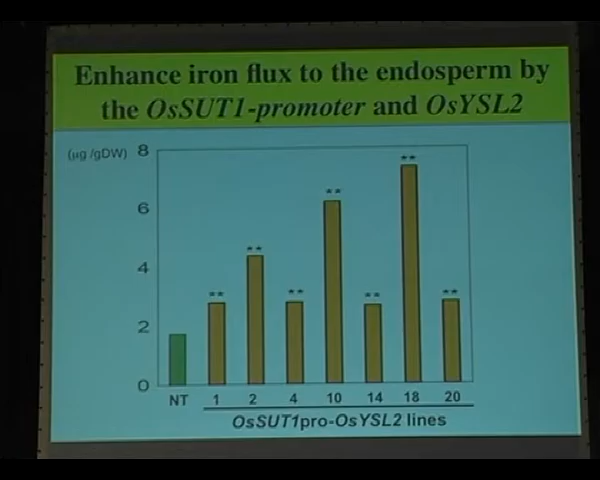 Enhance iron flux to the endosperm by
the OsSUT1-promoter and OsYSL2
(µg /gDW) 8
6
4
2
0
** ** ** ** ** ** **
NT 1 2 4 10 14 18 20
OsSUT1pro-OsYSL2 lines